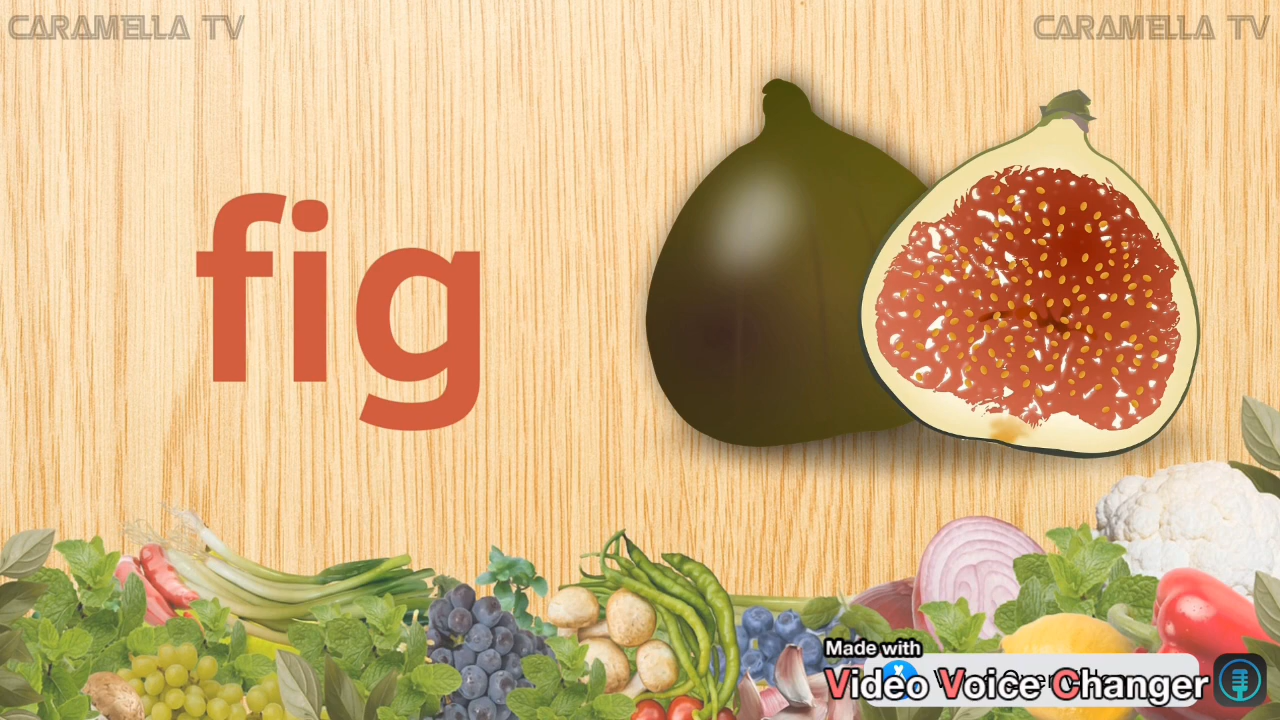 CARAMELLA TV
CARAMELLA TV
fig
Made with
Video Voice Changer